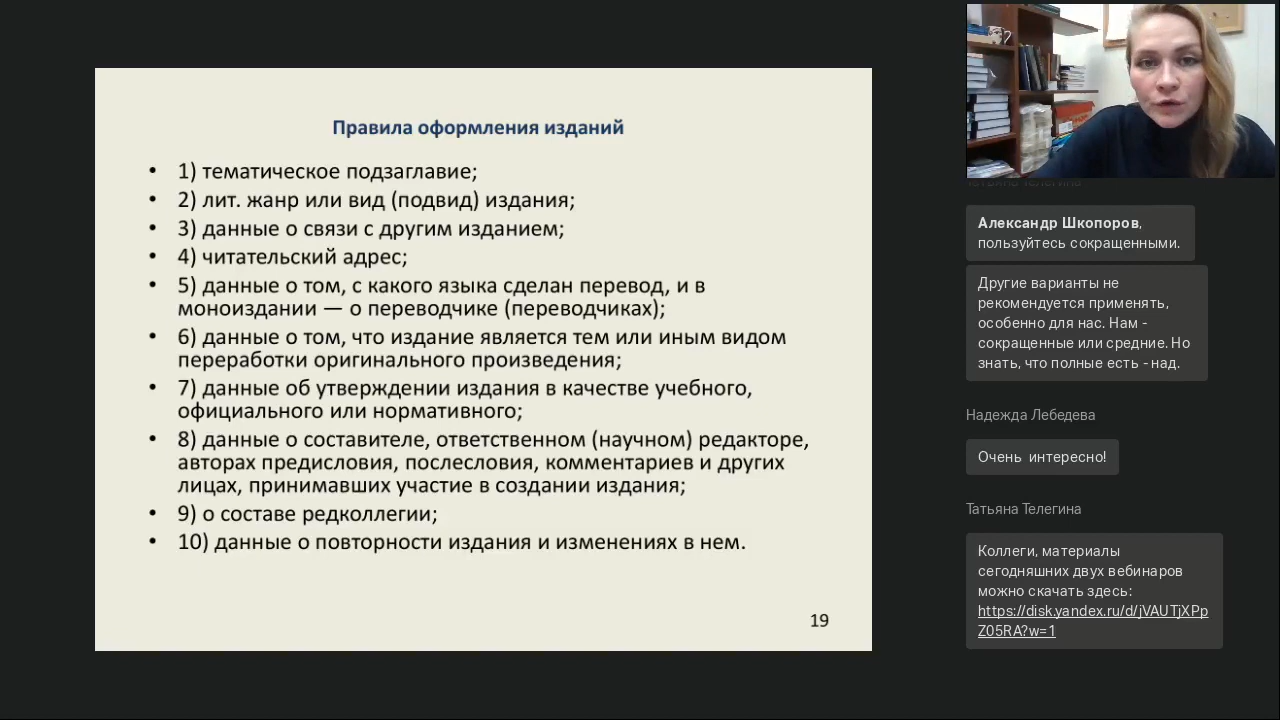 Правила оформления изданий
• 1) тематическое подзаглавие;
• 2) лит. жанр или вид (подвид) издания;
• 3) данные о связи с другим изданием;
• 4) читательский адрес;
• 5) данные о том, с какого языка сделан перевод, и в
моноиздании — о переводчике (переводчиках);
• 6) данные о том, что издание является тем или иным видом
переработки оригинального произведения;
• 7) данные об утверждении издания в качестве учебного,
официального или нормативного;
• 8) данные о составителе, ответственном (научном) редакторе,
авторах предисловия, послесловия, комментариев и других
лицах, принимавших участие в создании издания;
• 9) о составе редколлегии;
• 10) данные о повторности издания и изменениях в нем.
19
Александр Шкопоров,
пользуйтесь сокращенными.
Другие варианты не
рекомендуется применять,
особенно для нас. Нам -
сокращенные или средние. Но
знать, что полные есть - над.
Надежда Лебедева
Очень интересно!
Татьяна Телегина
Коллеги, материалы
сегодняшних двух вебинаров
можно скачать здесь:
https://disk.yandex.ru/d/jVAUTjXPp
Z05RA?w=1